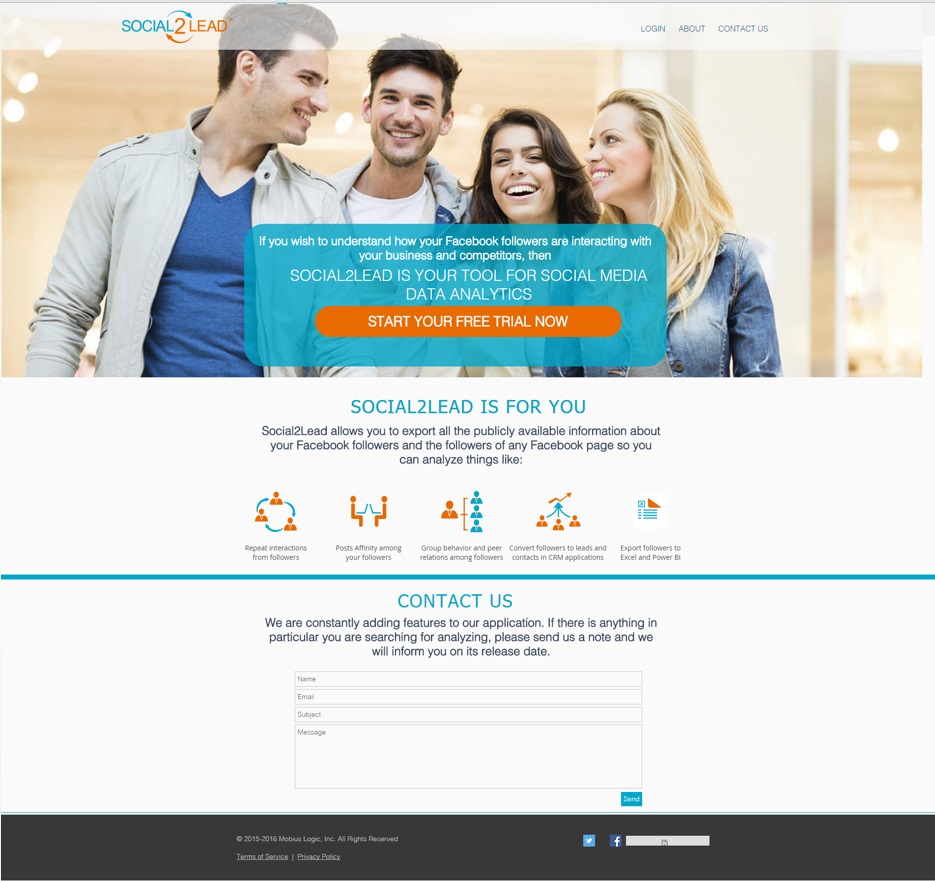 SOCIAL2LEAD
LOGIN ABOUT CONTACT US
If you wish to understand how your Facebook followers are interacting with
your business and competitors, then
SOCIAL2LEAD IS YOUR TOOL FOR SOCIAL MEDIA
DATA ANALYTICS
START YOUR FREE TRIAL NOW
SOCIAL2LEAD IS FOR YOU
Social2Lead allows you to export all the publicly available information about
your Facebook followers and the followers of any Facebook page so you
can analyze things like:
Repeat interactions
from followers
Posts Affinity among
your followers
Group behavior and peer
relations among followers
Convert followers to leads and
contacts in CRM applications
Export followers to
Excel and Power BI
CONTACT US
We are constantly adding features to our application. If there is anything in
particular you are searching for analyzing, please send us a note and we
will inform you on its release date.
Name
Email
Subject
Message
Send
© 2015-2016 Mobius Logic, Inc. All Rights Reserved
Terms of Service | Privacy Policy